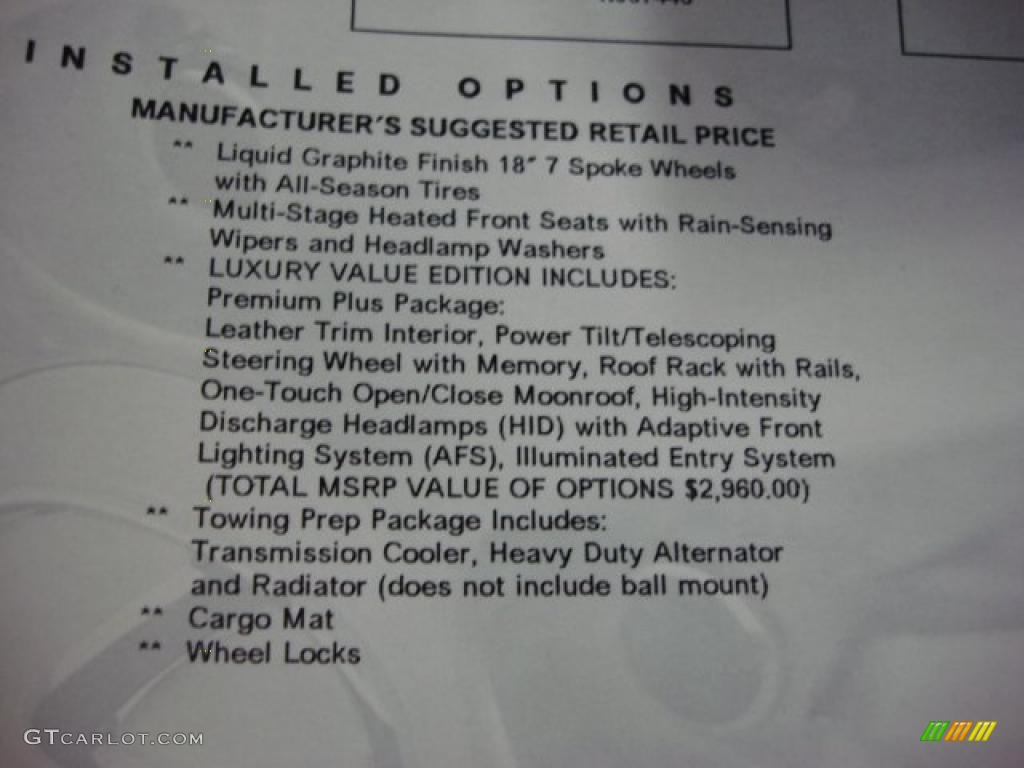 INSTALLED OPTIONS
MANUFACTURER'S SUGGESTED RETAIL PRICE
** Liquid Graphite Finish 18" 7 Spoke Wheels
with All-Season Tires
** Multi-Stage Heated Front Seats with Rain-Sensing
Wipers and Headlamp Washers
** LUXURY VALUE EDITION INCLUDES:
Premium Plus Package:
Leather Trim Interior, Power Tilt/Telescoping
Steering Wheel with Memory, Roof Rack with Rails,
One-Touch Open/Close Moonroof, High-Intensity
Discharge Headlamps (HID) with Adaptive Front
Lighting System (AFS), Illuminated Entry System
(TOTAL MSRP VALUE OF OPTIONS $2,960.00)
** Towing Prep Package Includes:
Transmission Cooler, Heavy Duty Alternator
and Radiator (does not include ball mount)
** Cargo Mat
** Wheel Locks
GTCARLOT.COM